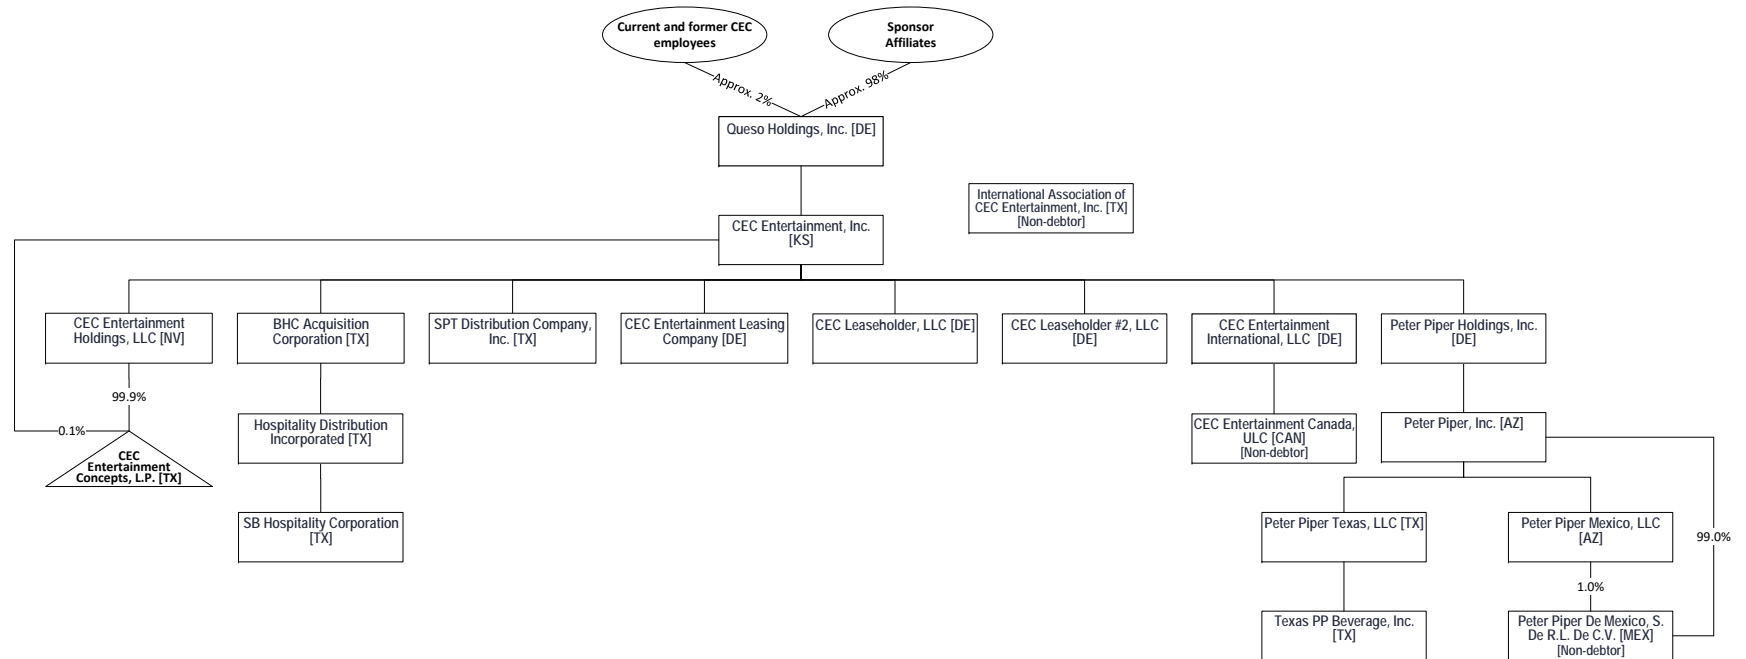 Current and former CEC
employees
Sponsor
Affiliates
Approx. 2%
Approx. 98%
Queso Holdings, Inc. [DE]
International Association of
CEC Entertainment, Inc. [TX]
[Non-debtor]
CEC Entertainment, Inc.
[KS]
CEC Entertainment
Holdings, LLC [NV]
BHC Acquisition
Corporation [TX]
SPT Distribution Company,
Inc. [TX]
CEC Entertainment Leasing
Company [DE]
CEC Leaseholder, LLC [DE]
CEC Leaseholder #2, LLC
[DE]
CEC Entertainment
International, LLC [DE]
Peter Piper Holdings, Inc.
[DE]
99.9%
0.1%
CEC
Entertainment
Concepts, L.P. [TX]
Hospitality Distribution
Incorporated [TX]
CEC Entertainment Canada,
ULC [CAN]
[Non-debtor]
Peter Piper, Inc. [AZ]
SB Hospitality Corporation
[TX]
Peter Piper Texas, LLC [TX]
Peter Piper Mexico, LLC
[AZ]
99.0%
1.0%
Texas PP Beverage, Inc.
[TX]
Peter Piper De Mexico, S.
De R.L. De C.V. [MEX]
[Non-debtor]